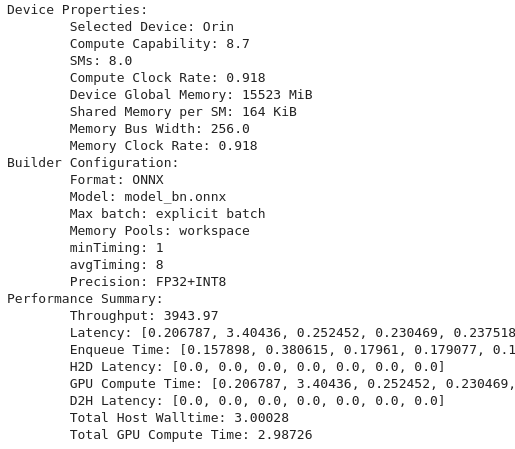 Device Properties:
Selected Device: Orin
Compute Capability: 8.7
SMs: 8.0
Compute Clock Rate: 0.918
Device Global Memory: 15523 MiB
Shared Memory per SM: 164 KiB
Memory Bus Width: 256.0
Memory Clock Rate: 0.918
Builder Configuration:
Format: ONNX
Model: model_bn.onnx
Max batch: explicit batch
Memory Pools: workspace
minTiming: 1
avgTiming: 8
Precision: FP32+INT8
Performance Summary:
Throughput: 3943.97
Latency: [0.206787, 3.40436, 0.252452, 0.230469, 0.237518
Enqueue Time: [0.157898, 0.380615, 0.17961, 0.179077, 0.1
H2D Latency: [0.0, 0.0, 0.0, 0.0, 0.0, 0.0, 0.0]
GPU Compute Time: [0.206787, 3.40436, 0.252452, 0.230469,
D2H Latency: [0.0, 0.0, 0.0, 0.0, 0.0, 0.0, 0.0]
Total Host Walltime: 3.00028
Total GPU Compute Time: 2.98726